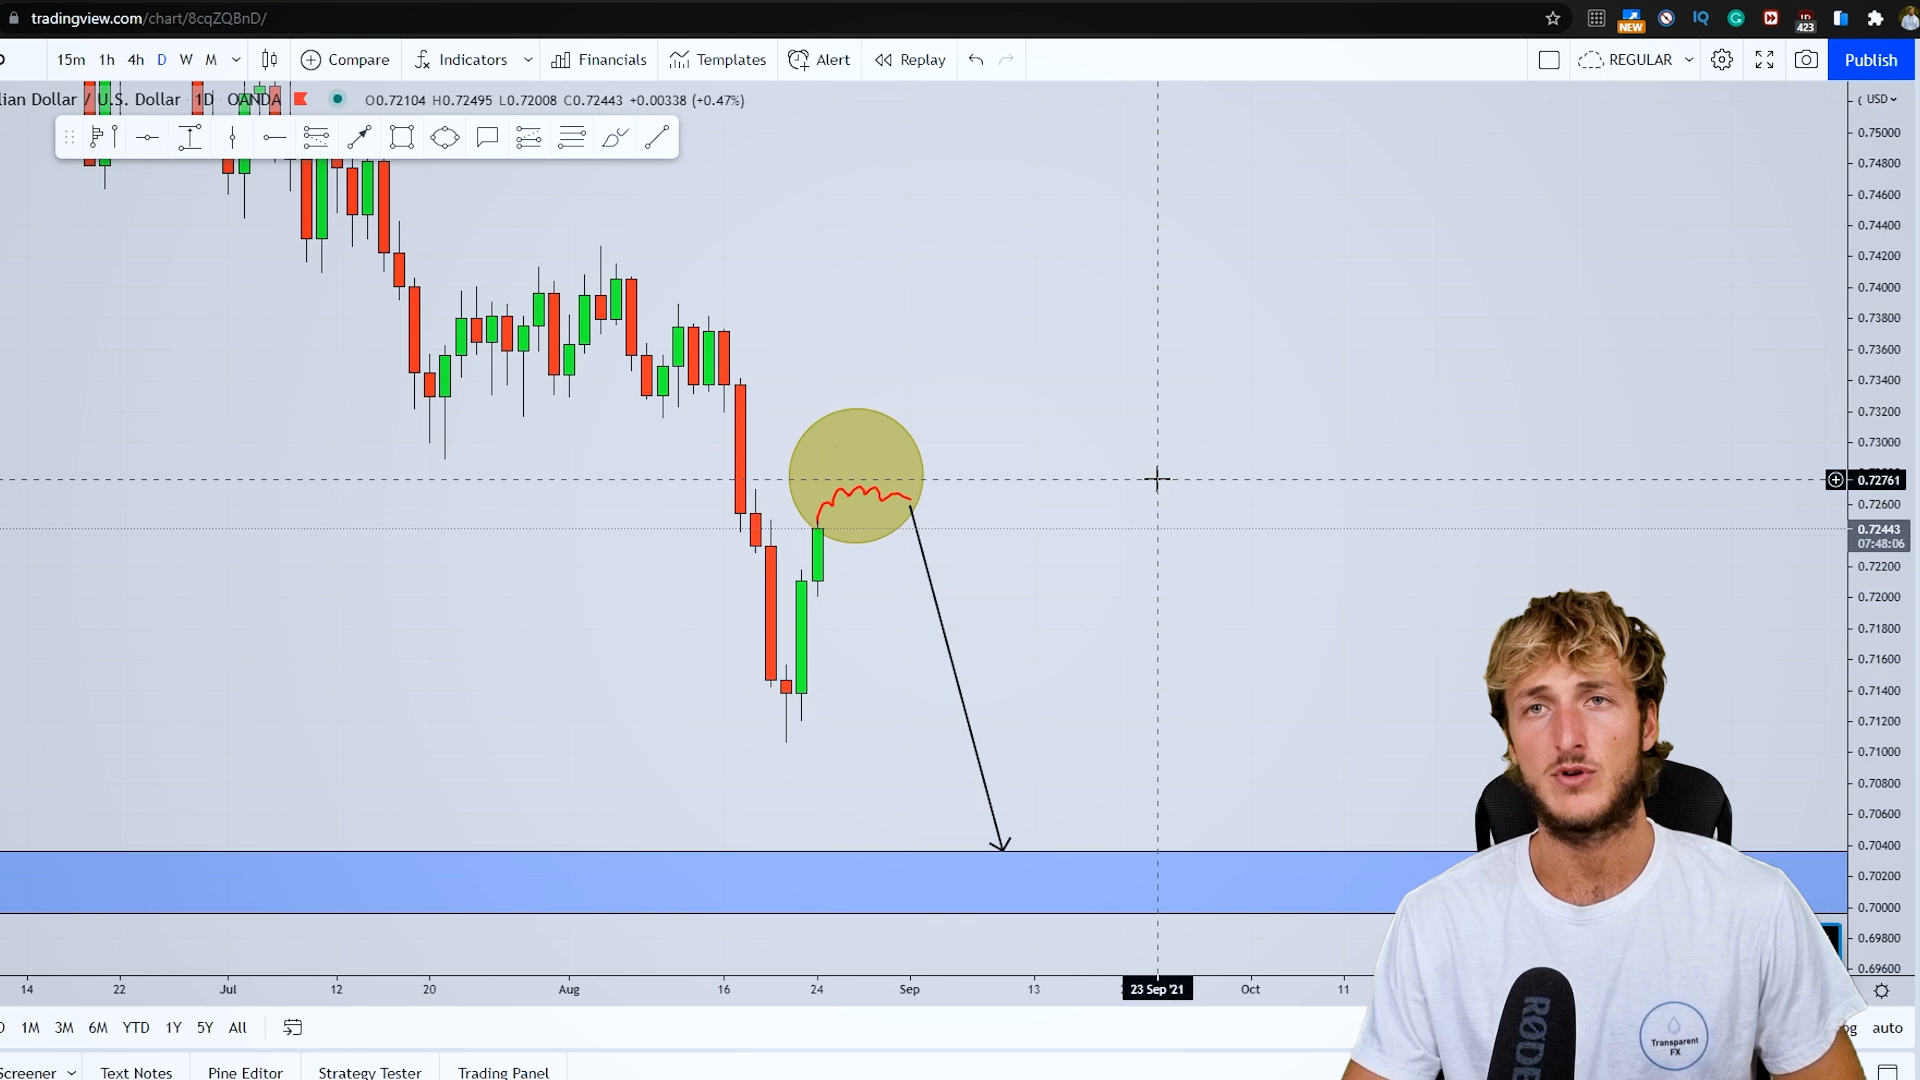 tradingview.com/chart/8cqZQBnD/
NEW
IQ
423
15m 1h 4h D W M Compare Indicators Financials Templates Alert Replay REGULAR Publish
lian Dollar / U.S. Dollar 1D OANDA O0.72104 H0.72495 L0.72008 C0.72443 +0.00338 (+0.47%)
USD
0.75000
0.74800
0.74600
0.74400
0.74200
0.74000
0.73800
0.73600
0.73400
0.73200
0.73000
0.72761
0.72600
0.72443
07:48:06
0.72200
0.72000
0.71800
0.71600
0.71400
0.71200
0.71000
0.70800
0.70600
0.70400
0.70200
0.70000
0.69800
0.69600
14 22 Jul 12 20 Aug 16 24 Sep 13 23 Sep '21 Oct 11
1M 3M 6M YTD 1Y 5Y All auto
RØDE
Transparent
FX
Screener Text Notes Pine Editor Strategy Tester Trading Panel